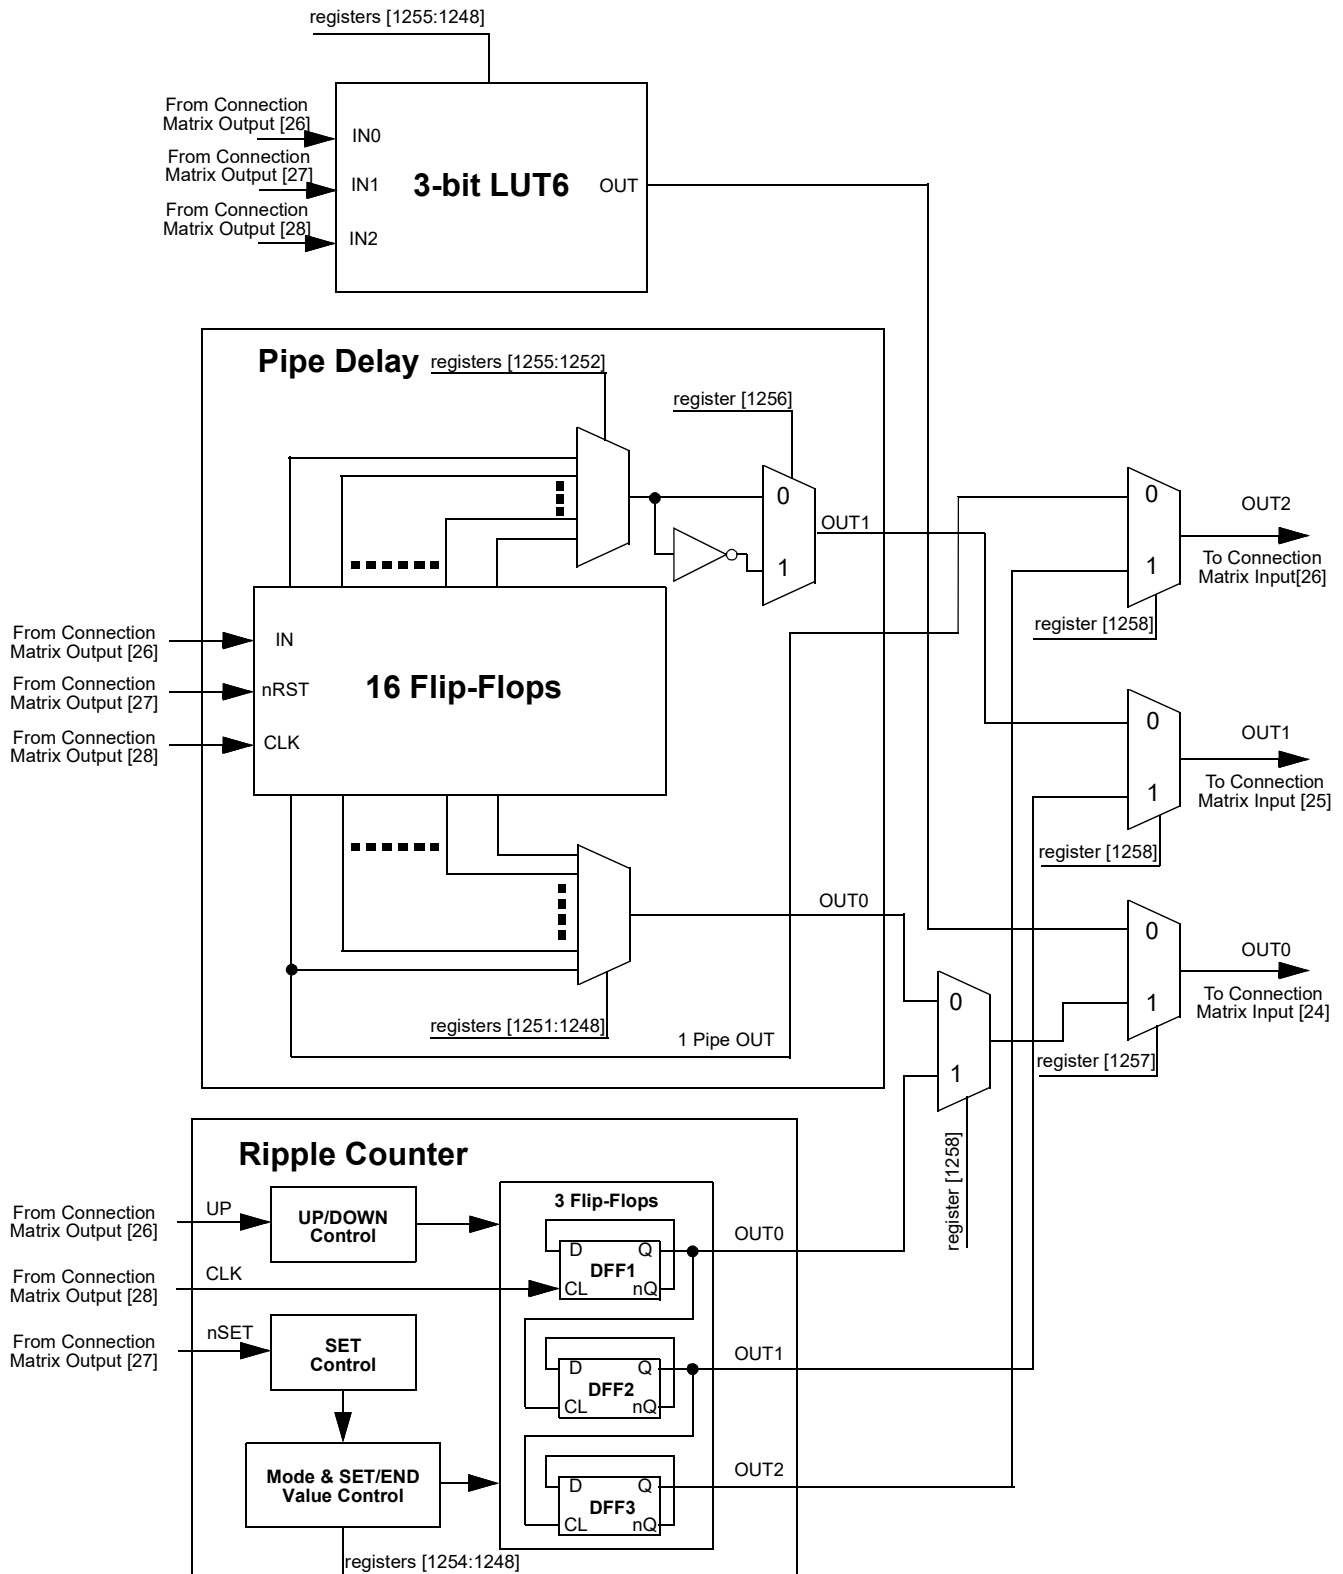 registers [1255:1248]
From Connection
Matrix Output [26]
IN0
From Connection
Matrix Output [27]
IN1
3-bit LUT6
OUT
From Connection
Matrix Output [28]
IN2
Pipe Delay
registers [1255:1252]
register [1256]
0
1
OUT1
0
1
OUT2
To Connection
Matrix Input[26]
register [1258]
From Connection
Matrix Output [26]
IN
From Connection
Matrix Output [27]
nRST
16 Flip-Flops
From Connection
Matrix Output [28]
CLK
0
1
OUT1
To Connection
Matrix Input [25]
register [1258]
OUT0
registers [1251:1248]
1 Pipe OUT
0
1
register [1258]
0
1
OUT0
To Connection
Matrix Input [24]
register [1257]
Ripple Counter
From Connection
Matrix Output [26]
UP
UP/DOWN
Control
3 Flip-Flops
D
Q
DFF1
CL
nQ
OUT0
From Connection
Matrix Output [28]
CLK
From Connection
Matrix Output [27]
nSET
SET
Control
D
Q
DFF2
CL
nQ
OUT1
Mode & SET/END
Value Control
D
Q
DFF3
CL
nQ
OUT2
registers [1254:1248]